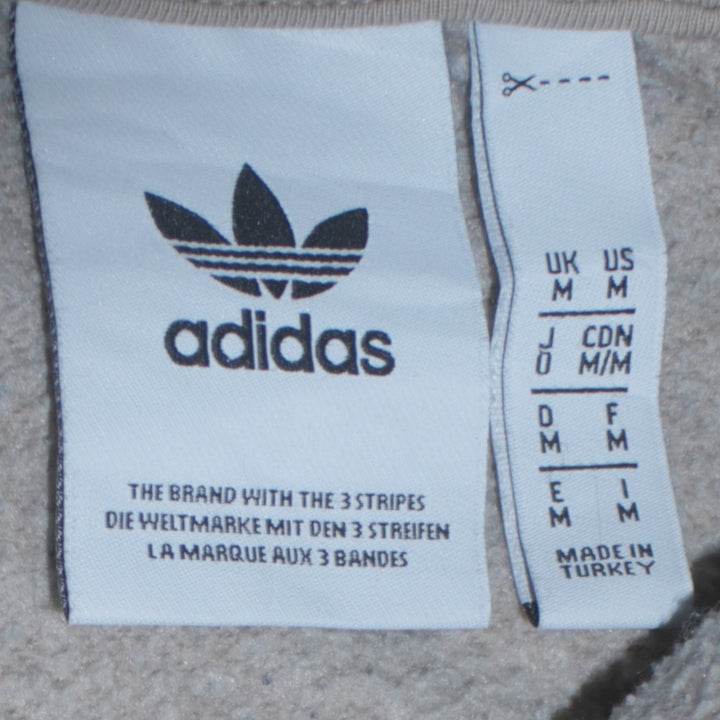 adidas
THE BRAND WITH THE 3 STRIPES
DIE WELTMARKE MIT DEN 3 STREIFEN
LA MARQUE AUX 3 BANDES
UK US
M M
J CDN
O M/M
D F
M M
E I
M M
MADE IN
TURKEY